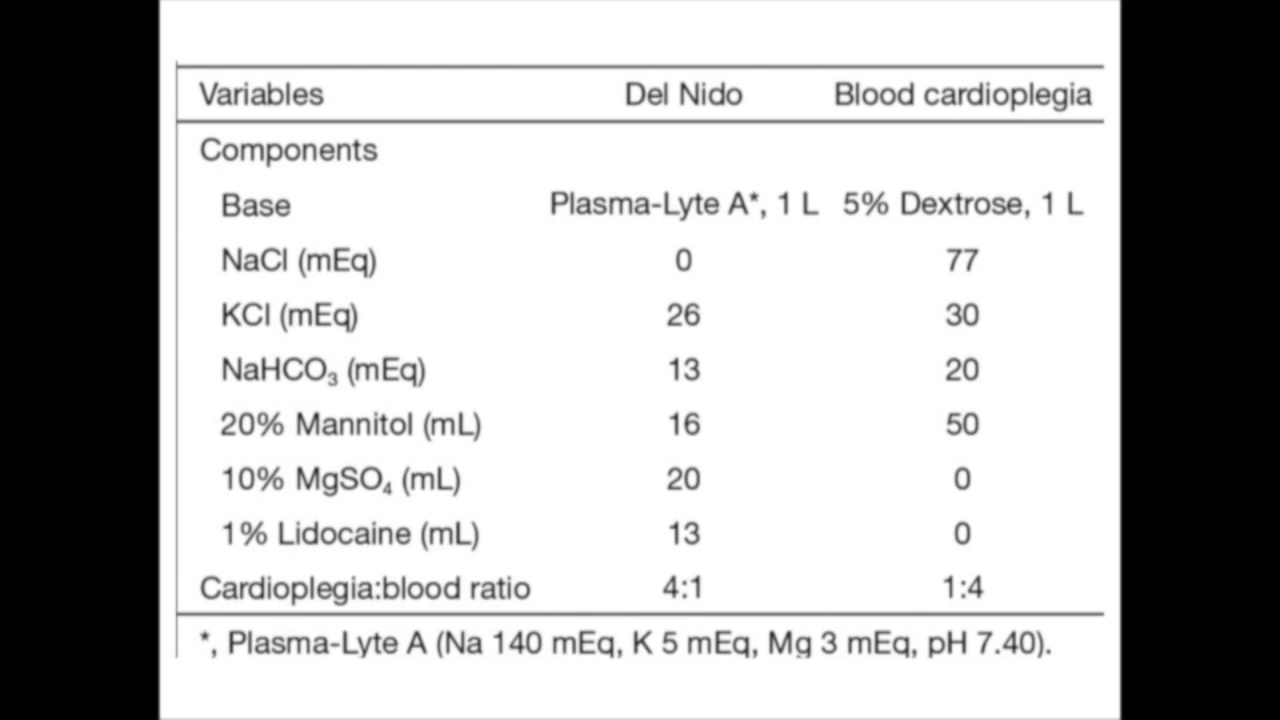 Variables Del Nido Blood cardioplegia
Components
Base Plasma-Lyte A*, 1 L 5% Dextrose, 1 L
NaCl (mEq) 0 77
KCl (mEq) 26 30
NaHCO₃ (mEq) 13 20
20% Mannitol (mL) 16 50
10% MgSO₄ (mL) 20 0
1% Lidocaine (mL) 13 0
Cardioplegia:blood ratio 4:1 1:4
*, Plasma-Lyte A (Na 140 mEq, K 5 mEq, Mg 3 mEq, pH 7.40).